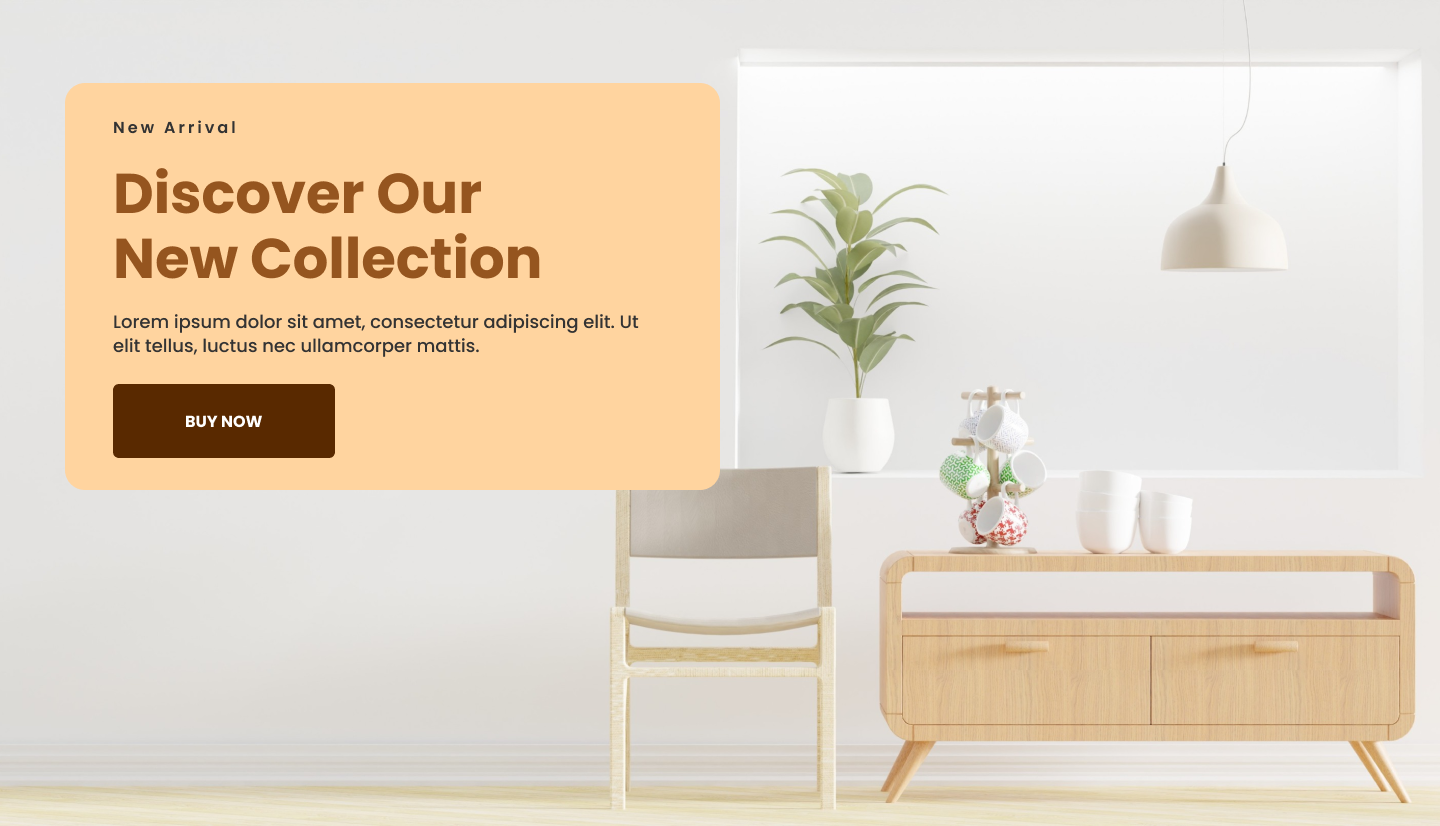 New Arrival
Discover Our
New Collection
Lorem ipsum dolor sit amet, consectetur adipiscing elit. Ut
elit tellus, luctus nec ullamcorper mattis.
BUY NOW